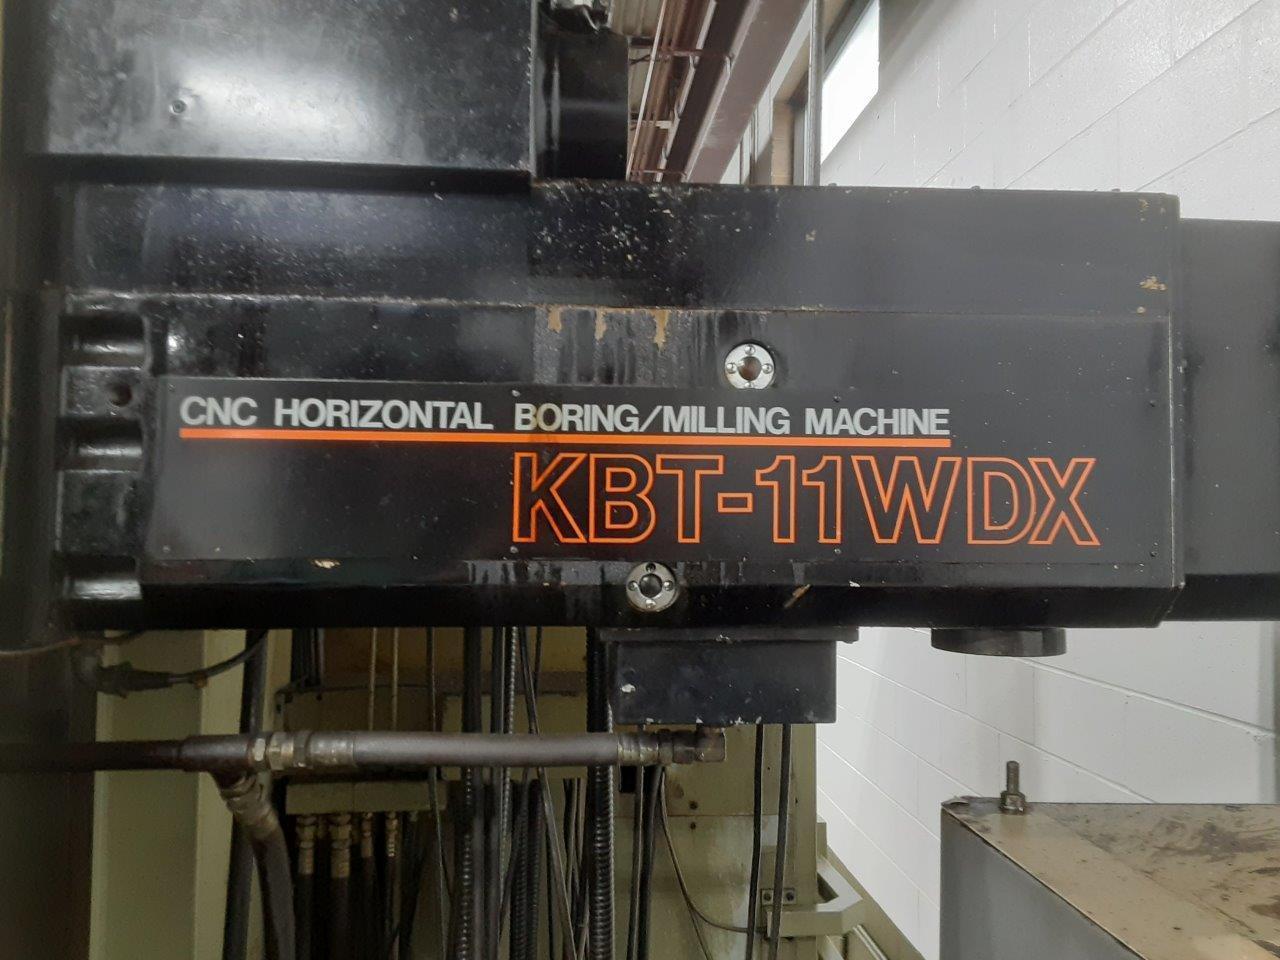 CNC HORIZONTAL BORING/MILLING MACHINE
KBT-11WDX